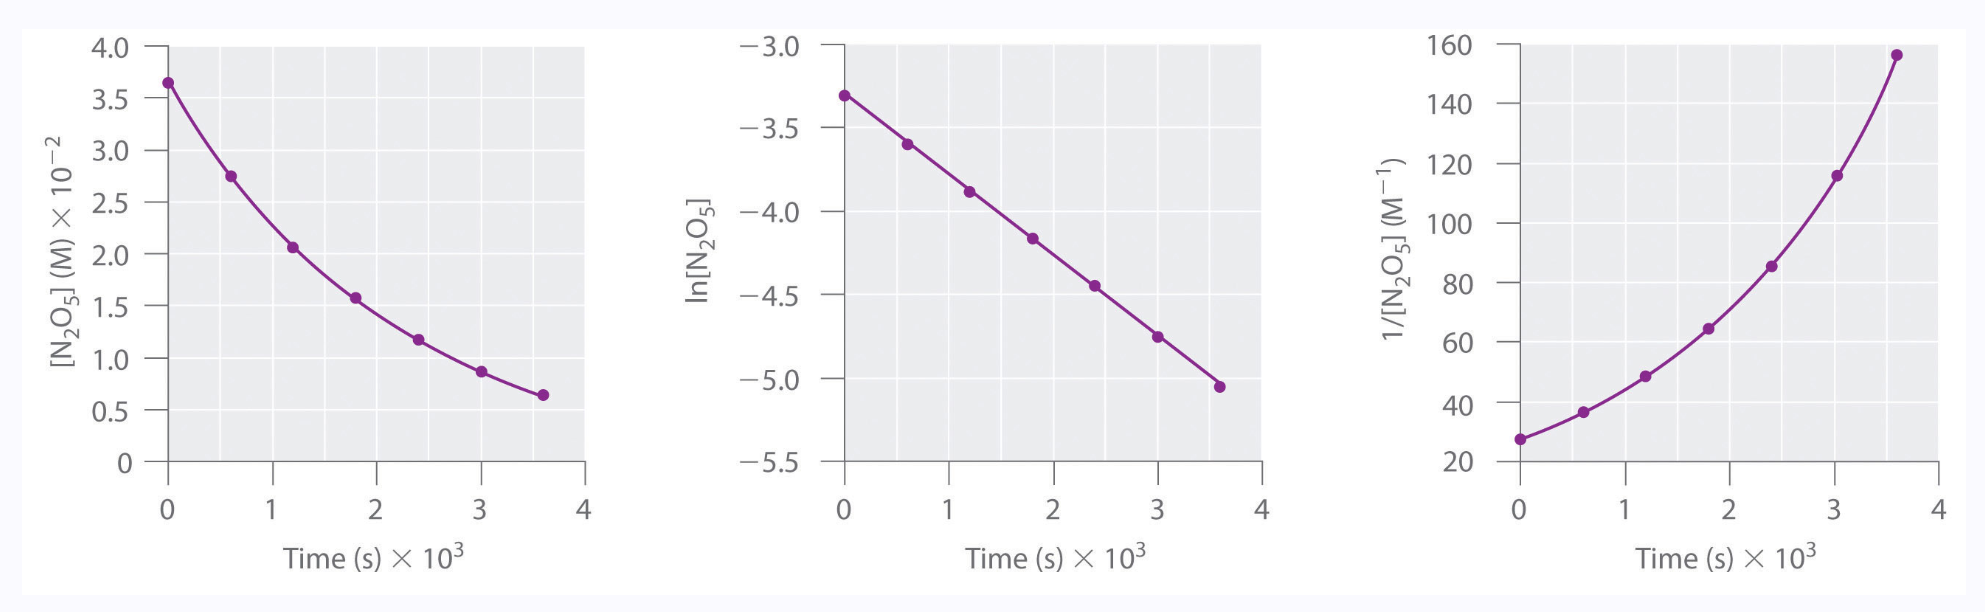 4.0
3.5
3.0
2.5
2.0
1.5
1.0
0.5
0
[N₂O₅] (M) × 10⁻²
0 1 2 3 4
Time (s) × 10³
−3.0
−3.5
−4.0
−4.5
−5.0
−5.5
ln[N₂O₅]
0 1 2 3 4
Time (s) × 10³
160
140
120
100
80
60
40
20
1/[N₂O₅] (M⁻¹)
0 1 2 3 4
Time (s) × 10³